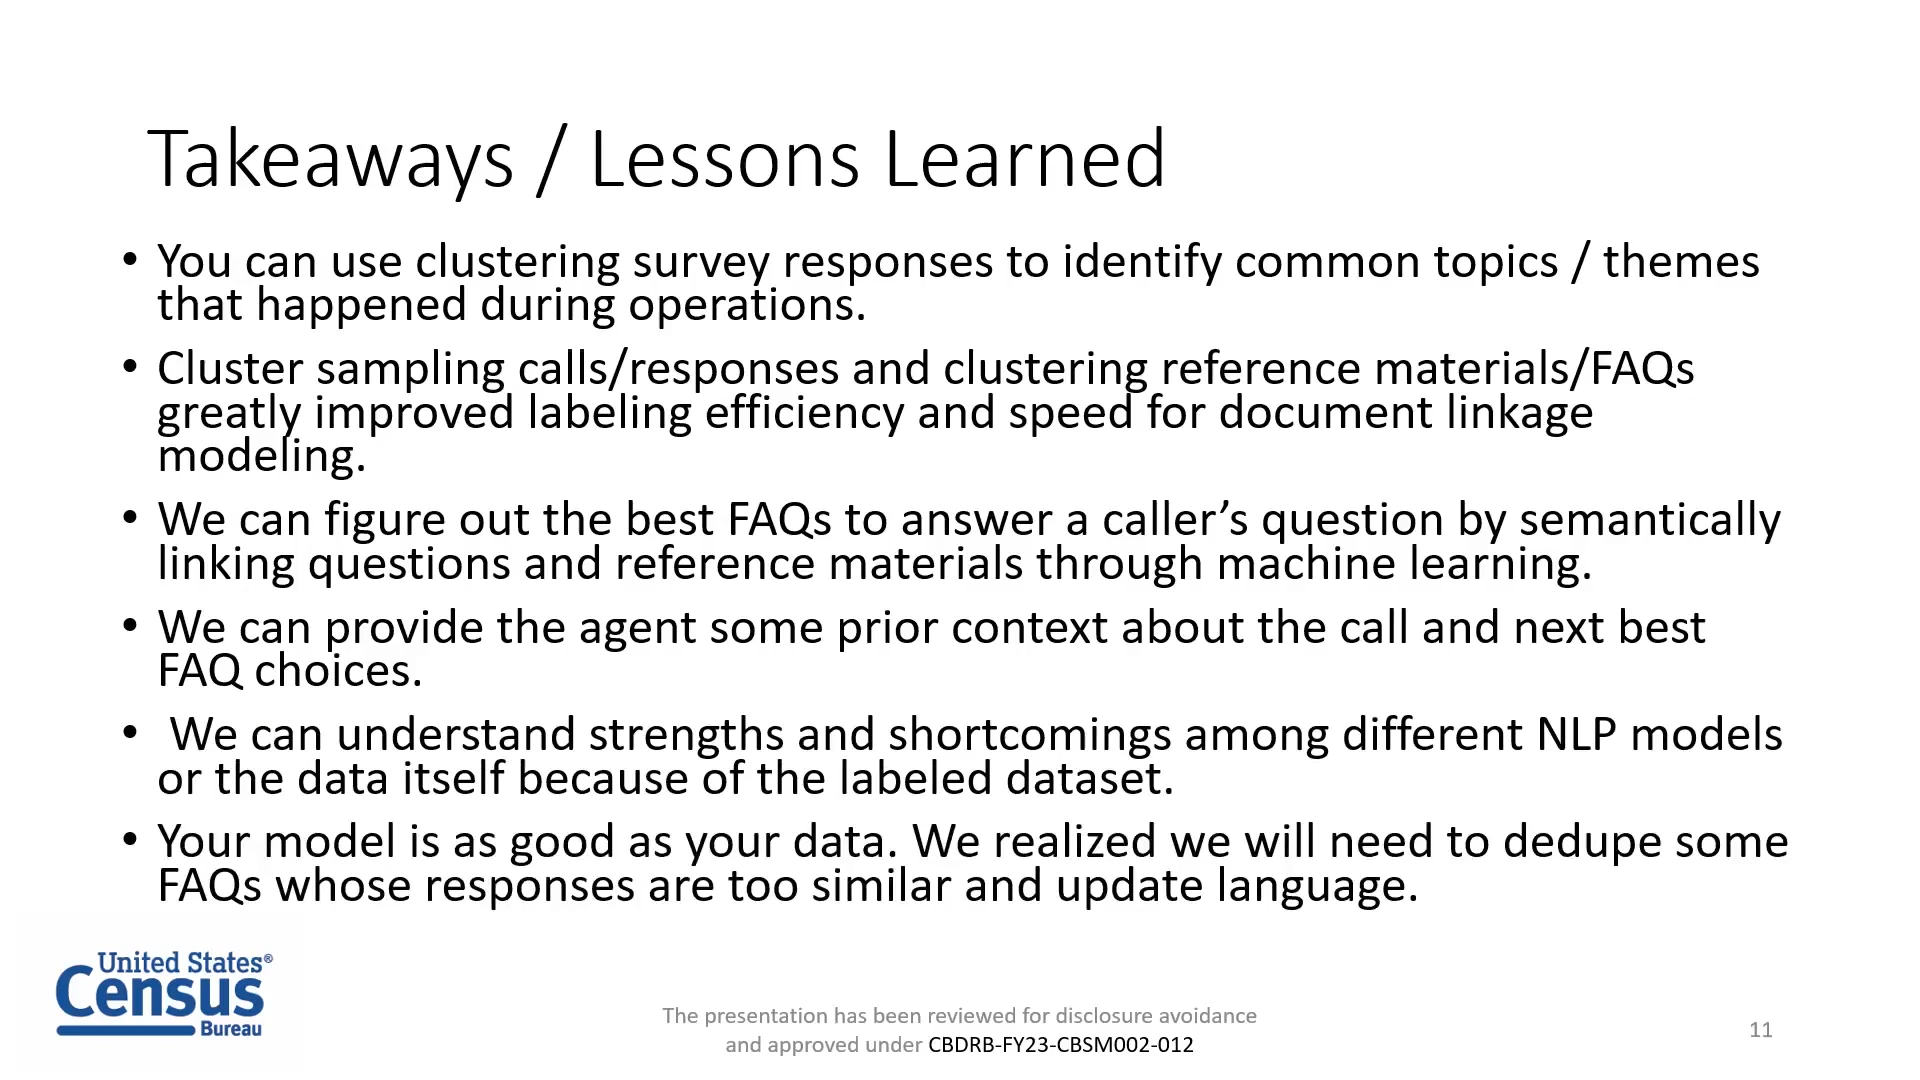 Takeaways / Lessons Learned
• You can use clustering survey responses to identify common topics / themes
that happened during operations.
• Cluster sampling calls/responses and clustering reference materials/FAQs
greatly improved labeling efficiency and speed for document linkage
modeling.
• We can figure out the best FAQs to answer a caller’s question by semantically
linking questions and reference materials through machine learning.
• We can provide the agent some prior context about the call and next best
FAQ choices.
• We can understand strengths and shortcomings among different NLP models
or the data itself because of the labeled dataset.
• Your model is as good as your data. We realized we will need to dedupe some
FAQs whose responses are too similar and update language.
United States®
Census
Bureau
The presentation has been reviewed for disclosure avoidance
and approved under CBDRB-FY23-CBSM002-012
11